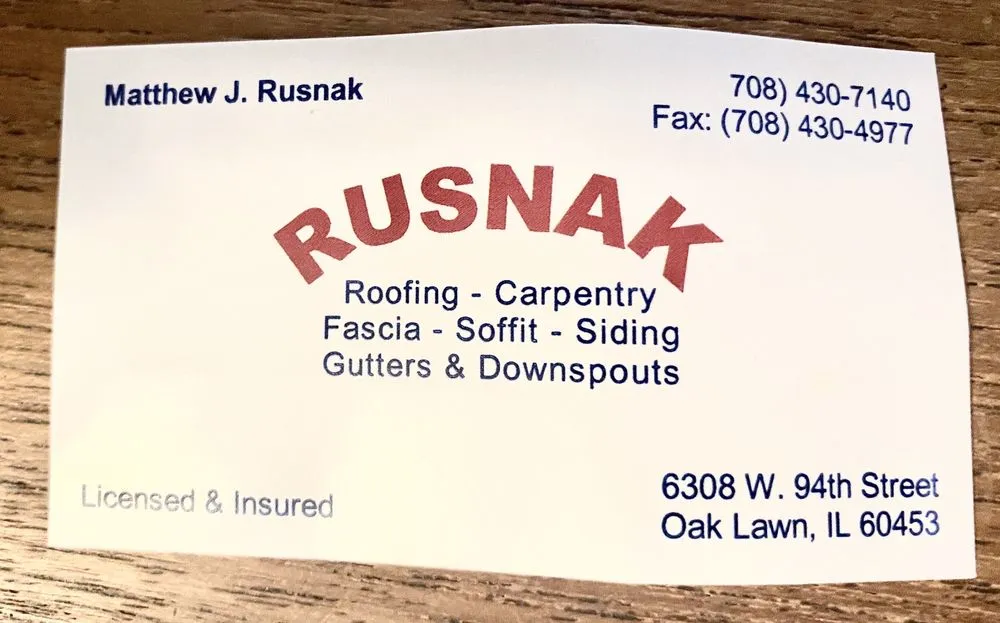 Matthew J. Rusnak
708) 430-7140
Fax: (708) 430-4977
RUSNAK
Roofing - Carpentry
Fascia - Soffit - Siding
Gutters & Downspouts
Licensed & Insured
6308 W. 94th Street
Oak Lawn, IL 60453